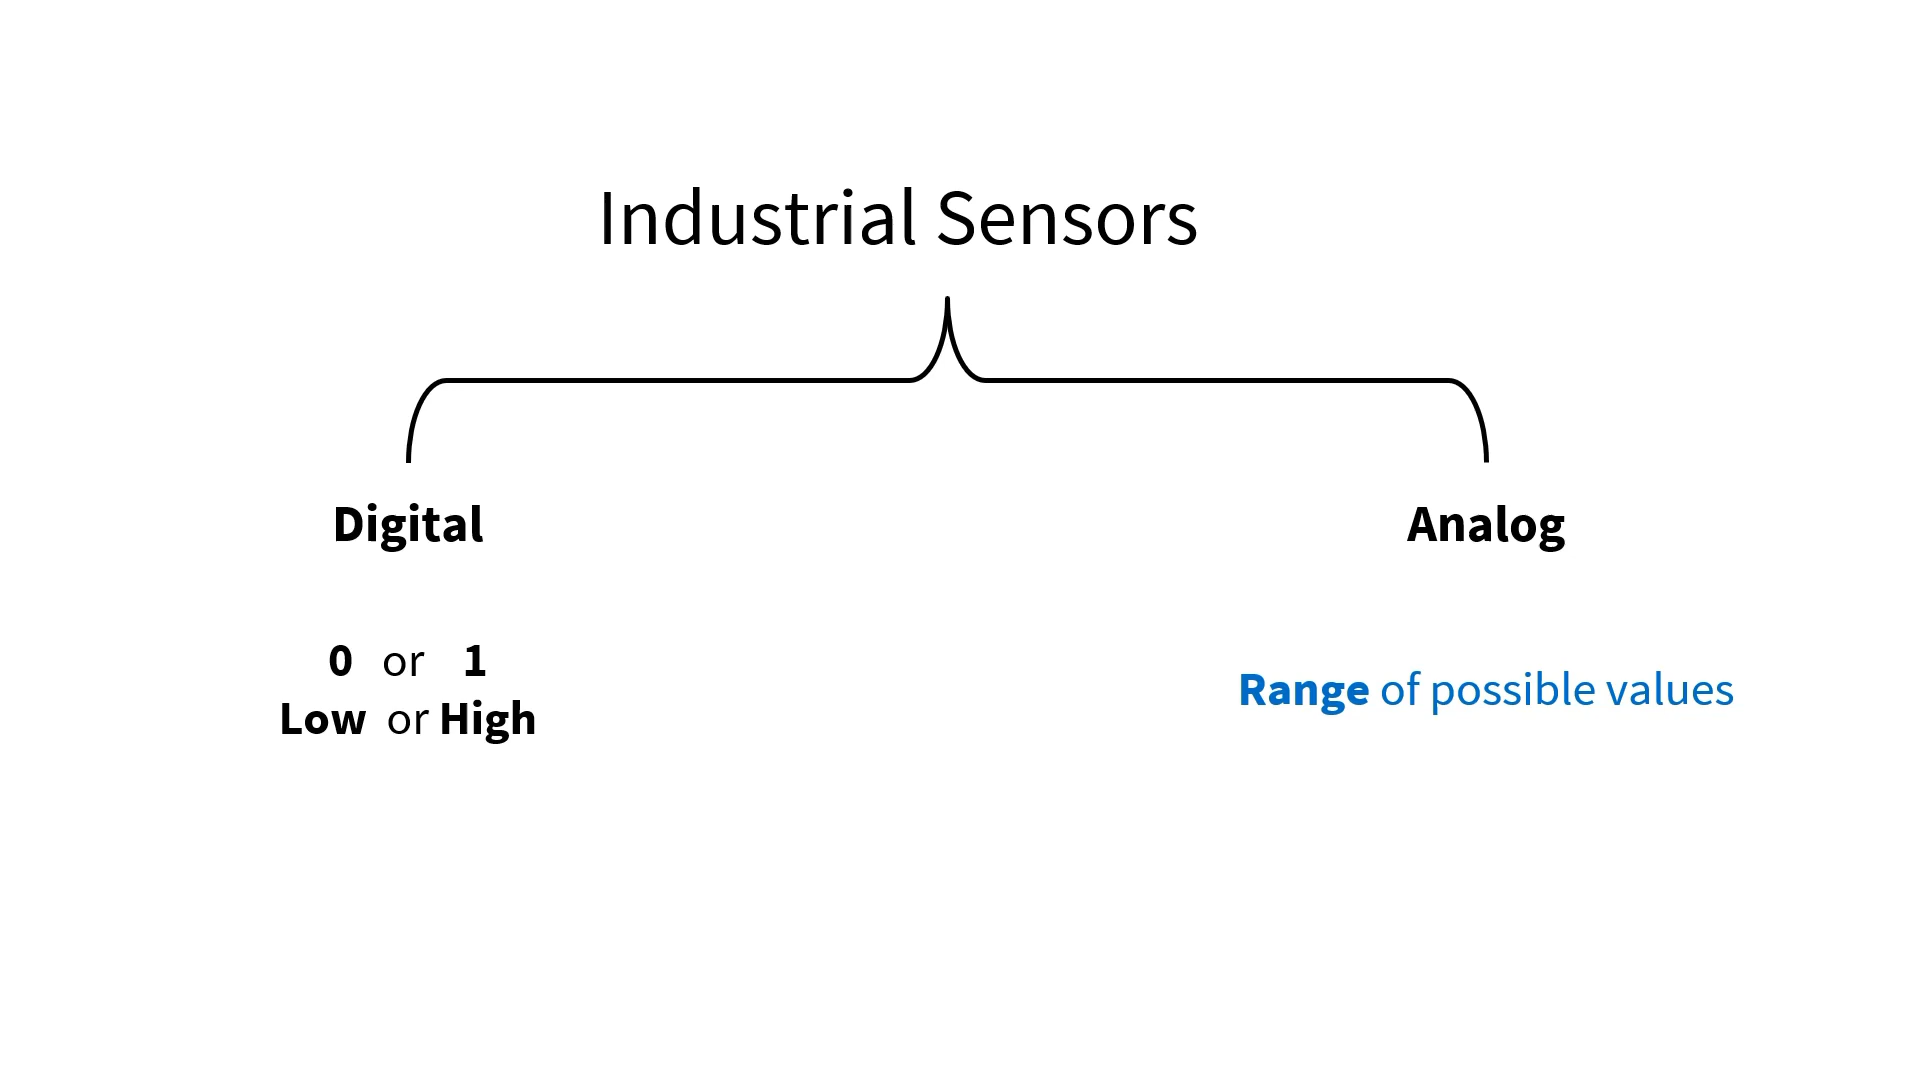 Industrial Sensors
Digital
Analog
0 or 1
Low or High
Range of possible values